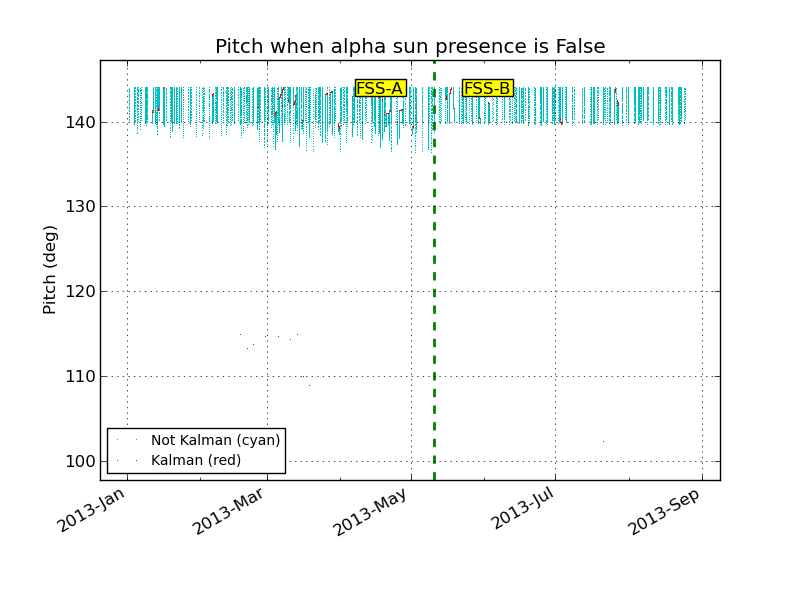 Pitch when alpha sun presence is False
FSS-A
FSS-B
140
130
120
110
100
Pitch (deg)
Not Kalman (cyan)
Kalman (red)
2013-Jan
2013-Mar
2013-May
2013-Jul
2013-Sep